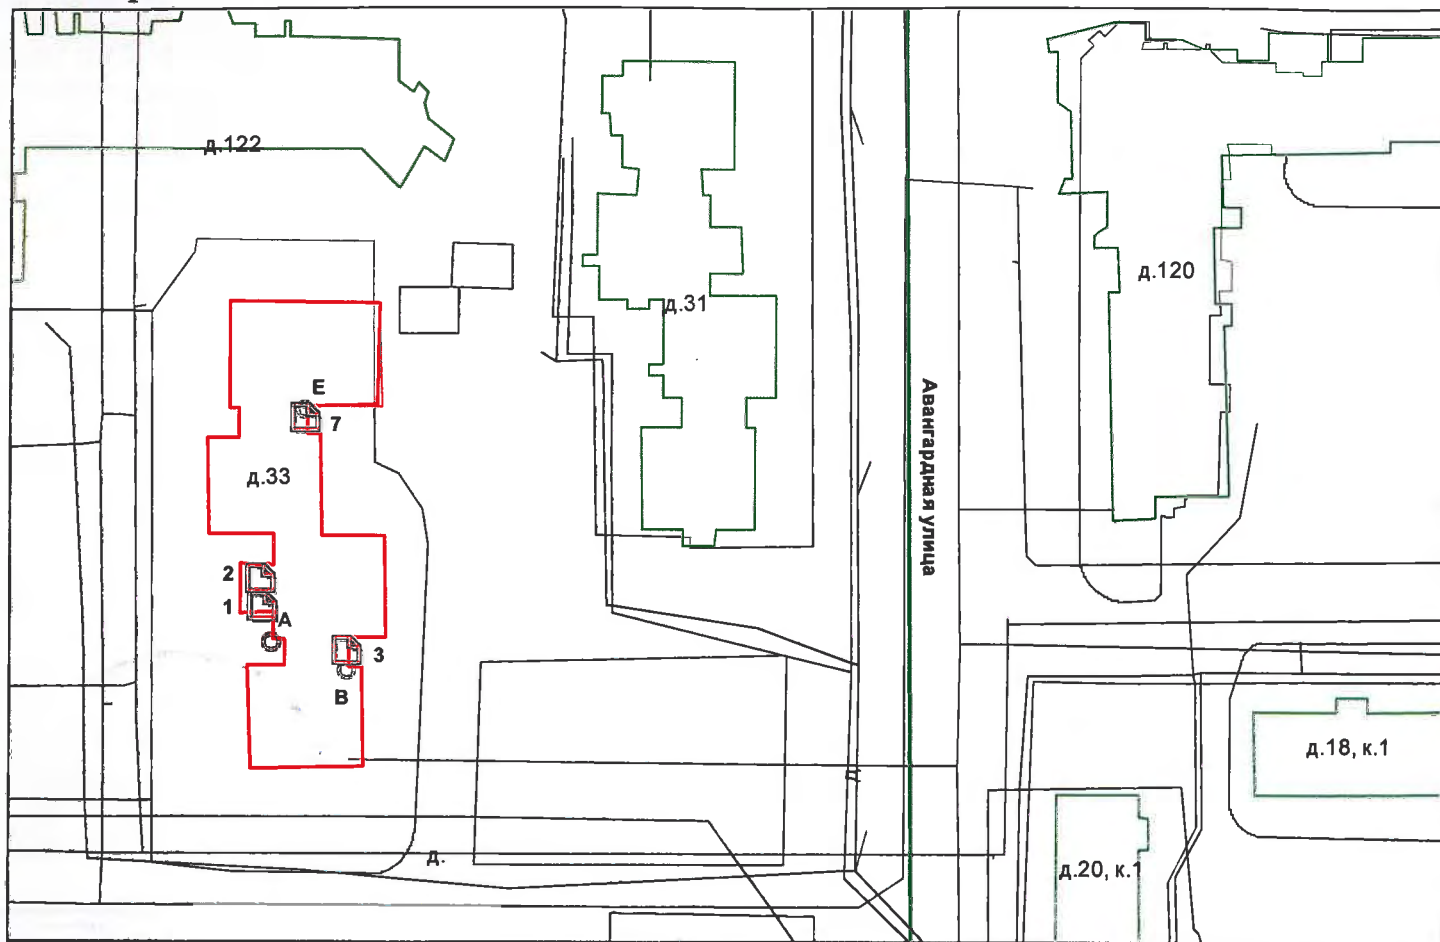 д.122
д.120
д.31
E
7
Авангардная улица
д.33
2
1
A
3
B
д.18, к.1
Д
д.
д.20, к.1